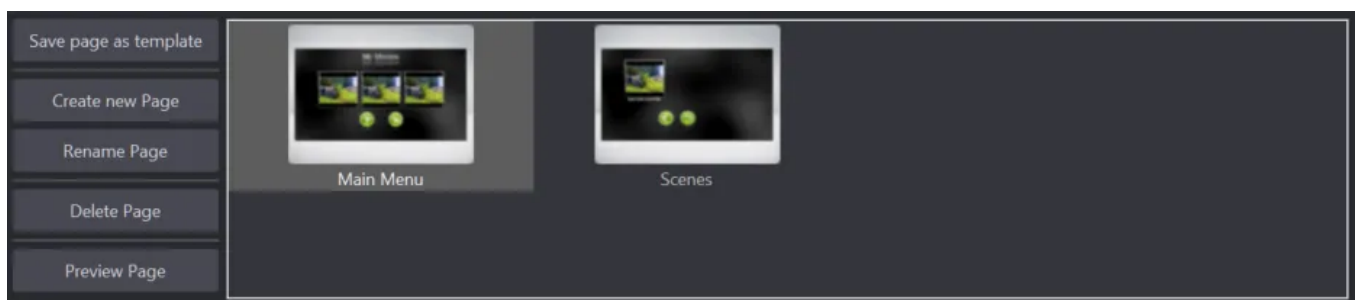 Save page as template
Create new Page
Rename Page
Delete Page
Preview Page
Main Menu
Scenes